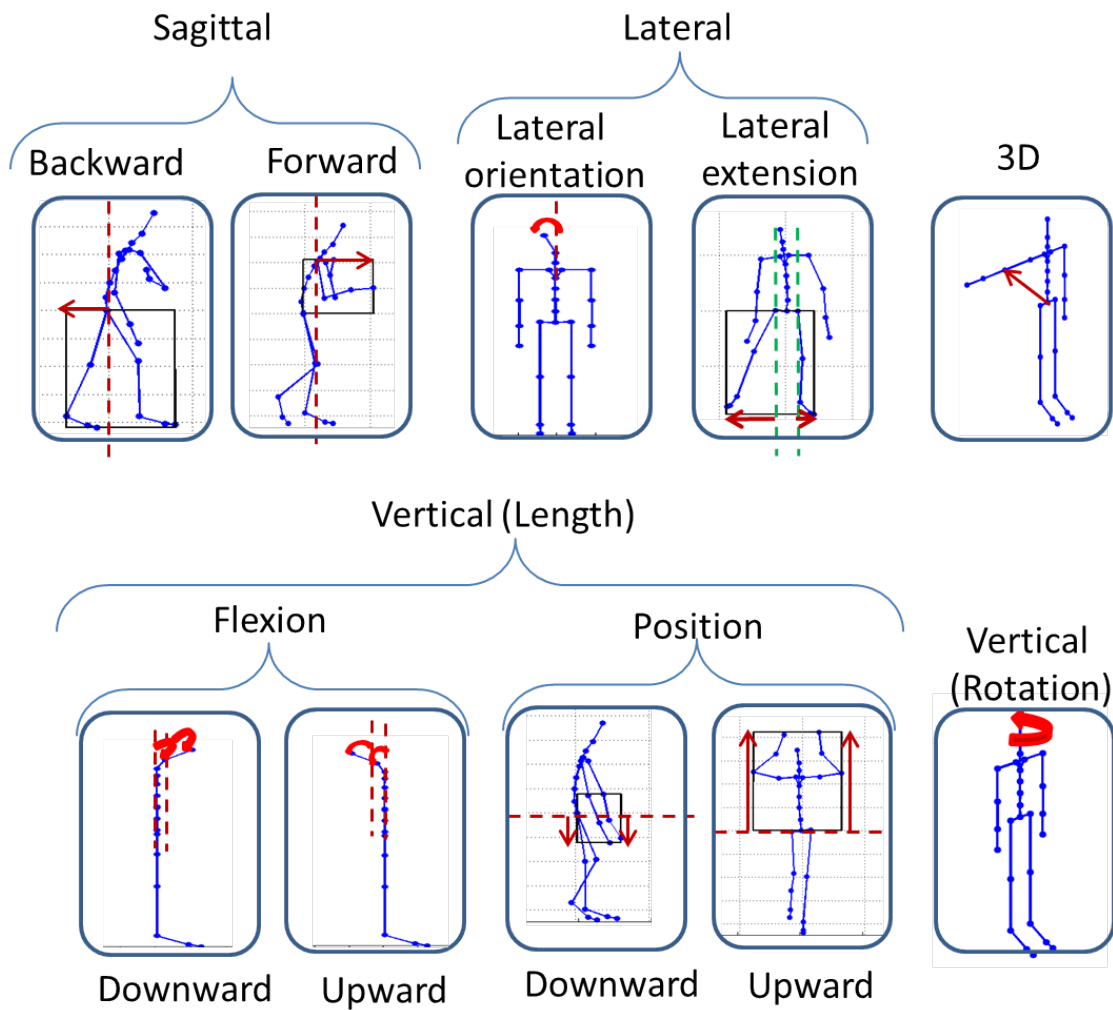 Sagittal
Lateral
Backward
Forward
Lateral
orientation
Lateral
extension
3D
Vertical (Length)
Flexion
Position
Vertical
(Rotation)
Downward
Upward
Downward
Upward